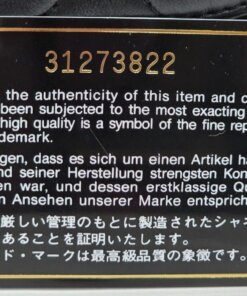 31273822
the authenticity of this item and c
been subjected to the most exacting
high quality is a symbol of the fine rep
demark.
gen, dass es sich um einen Artikel ha
nd seiner Herstellung strengsten Kon
en war, und dessen erstklassige Qual
n Ansehen unserer Marke entsprich
厳しい管理のもとに製造されたシャネ
あることを証明いたします。
ド・マークは最高級品質の象徴です。